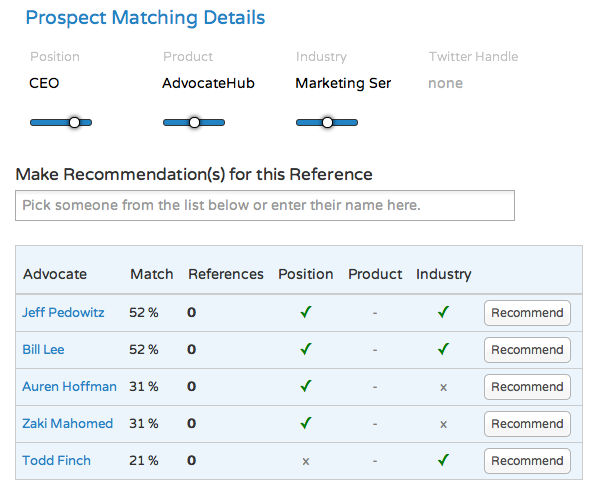 Prospect Matching Details
Position Product Industry Twitter Handle
CEO AdvocateHub Marketing Ser none
Make Recommendation(s) for this Reference
Pick someone from the list below or enter their name here.
Advocate Match References Position Product Industry
Jeff Pedowitz 52 % 0 ✓ - ✓ Recommend
Bill Lee 52 % 0 ✓ - ✓ Recommend
Auren Hoffman 31 % 0 ✓ - x Recommend
Zaki Mahomed 31 % 0 ✓ - x Recommend
Todd Finch 21 % 0 x - ✓ Recommend